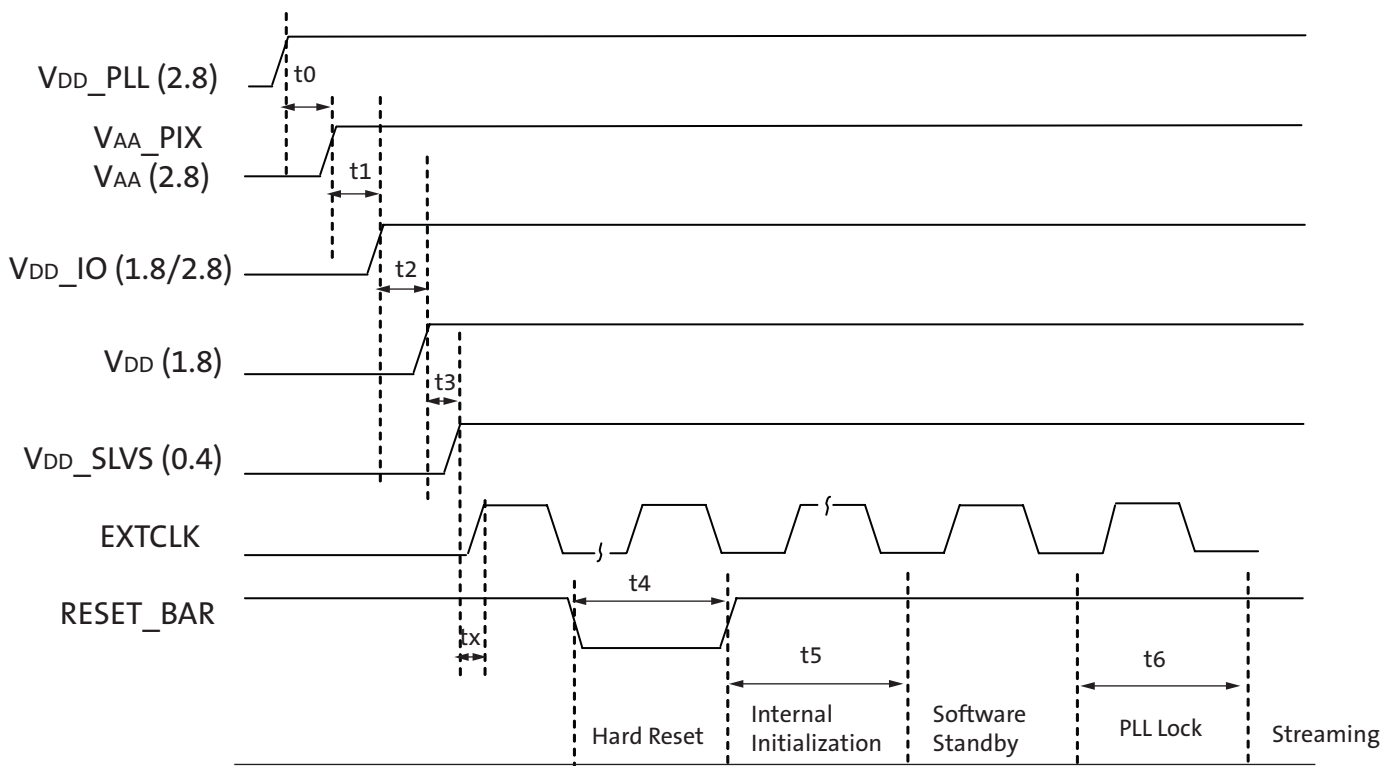 VDD_PLL (2.8)
t0
VAA_PIX
VAA (2.8)
t1
VDD_IO (1.8/2.8)
t2
VDD (1.8)
t3
VDD_SLVS (0.4)
EXTCLK
RESET_BAR
t4
tx
t5
t6
Hard Reset
Internal
Initialization
Software
Standby
PLL Lock
Streaming